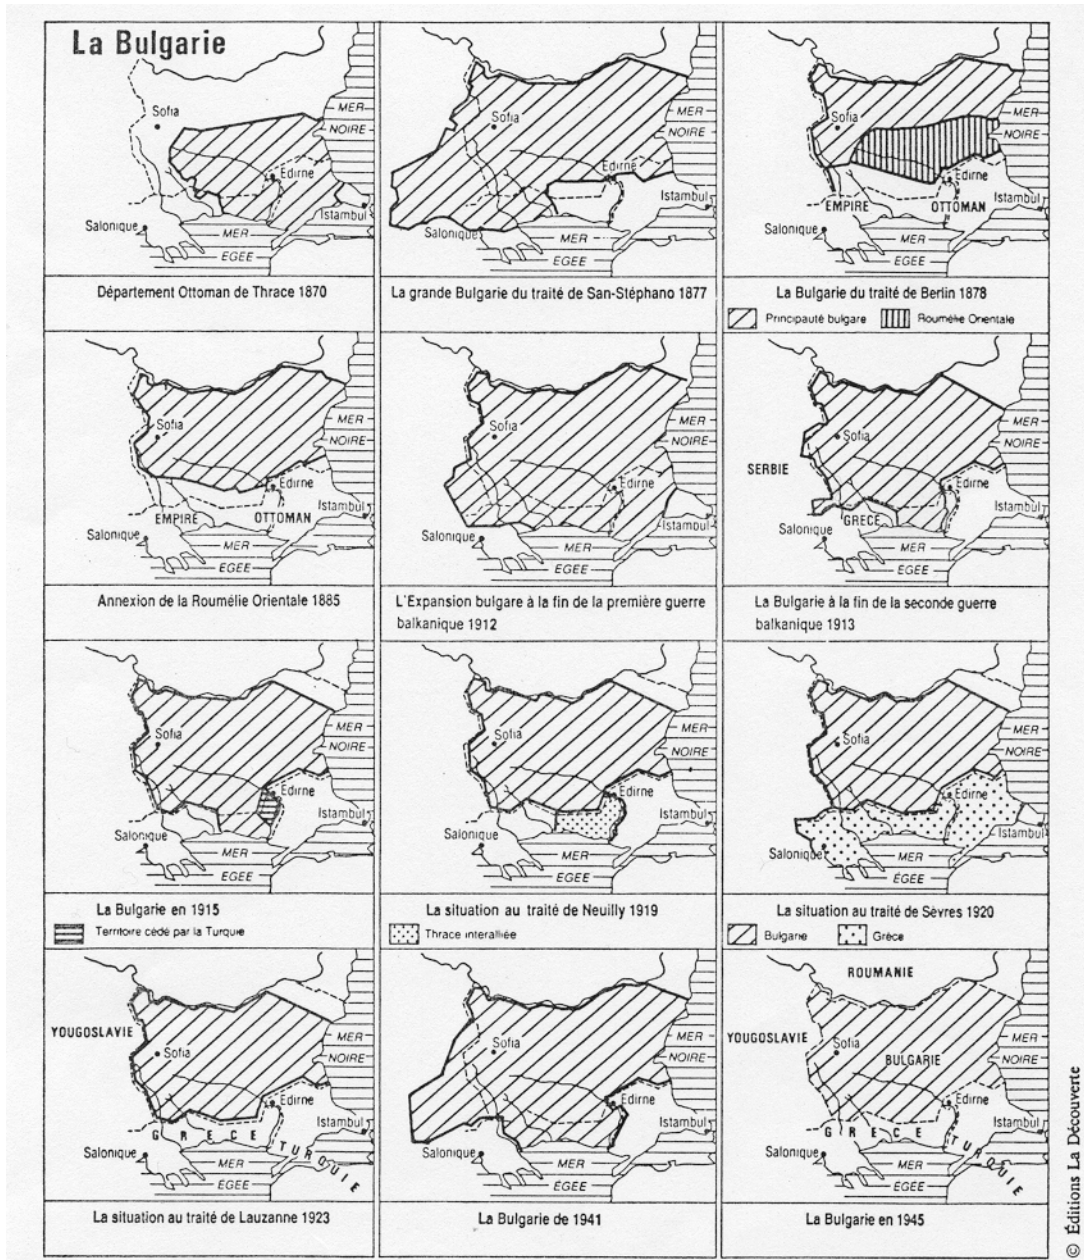 La Bulgarie
Sofia
MER
NOIRE
Edirne
Istambul
Salonique
MER
EGEE
Département Ottoman de Thrace 1870
Sofia
MER
NOIRE
Edirne
Istambul
Salonique
MER
EGEE
La grande Bulgarie du traité de San-Stéphano 1877
Sofia
MER
NOIRE
Edirne
EMPIRE OTTOMAN
Istambul
Salonique
MER
EGEE
La Bulgarie du traité de Berlin 1878
Principauté bulgare Roumélie Orientale
Sofia
MER
NOIRE
Edirne
EMPIRE OTTOMAN
Istambul
Salonique
MER
EGEE
Annexion de la Roumélie Orientale 1885
Sofia
MER
NOIRE
Edirne
Istambul
Salonique
MER
EGEE
L'Expansion bulgare à la fin de la première guerre
balkanique 1912
Sofia
MER
NOIRE
SERBIE
Edirne
GRECE
Istambul
Salonique
MER
EGEE
La Bulgarie à la fin de la seconde guerre
balkanique 1913
Sofia
MER
NOIRE
Edirne
Istambul
Salonique
MER
EGEE
La Bulgarie en 1915
Territoire cédé par la Turquie
Sofia
MER
NOIRE
Edirne
Istambul
Salonique
MER
EGEE
La situation au traité de Neuilly 1919
Thrace interalliée
Sofia
MER
NOIRE
Edirne
Istambul
Salonique
MER
EGEE
La situation au traité de Sèvres 1920
Bulgarie Grèce
YOUGOSLAVIE
Sofia
MER
NOIRE
Edirne
Istambul
GRECE
TURQUIE
Salonique
MER
EGEE
La situation au traité de Lauzanne 1923
Sofia
MER
NOIRE
Edirne
Istambul
Salonique
MER
EGEE
La Bulgarie de 1941
ROUMANIE
YOUGOSLAVIE
Sofia
MER
NOIRE
BULGARIE
Edirne
Istambul
GRECE
TURQUIE
Salonique
MER
EGEE
La Bulgarie en 1945
© Éditions La Découverte